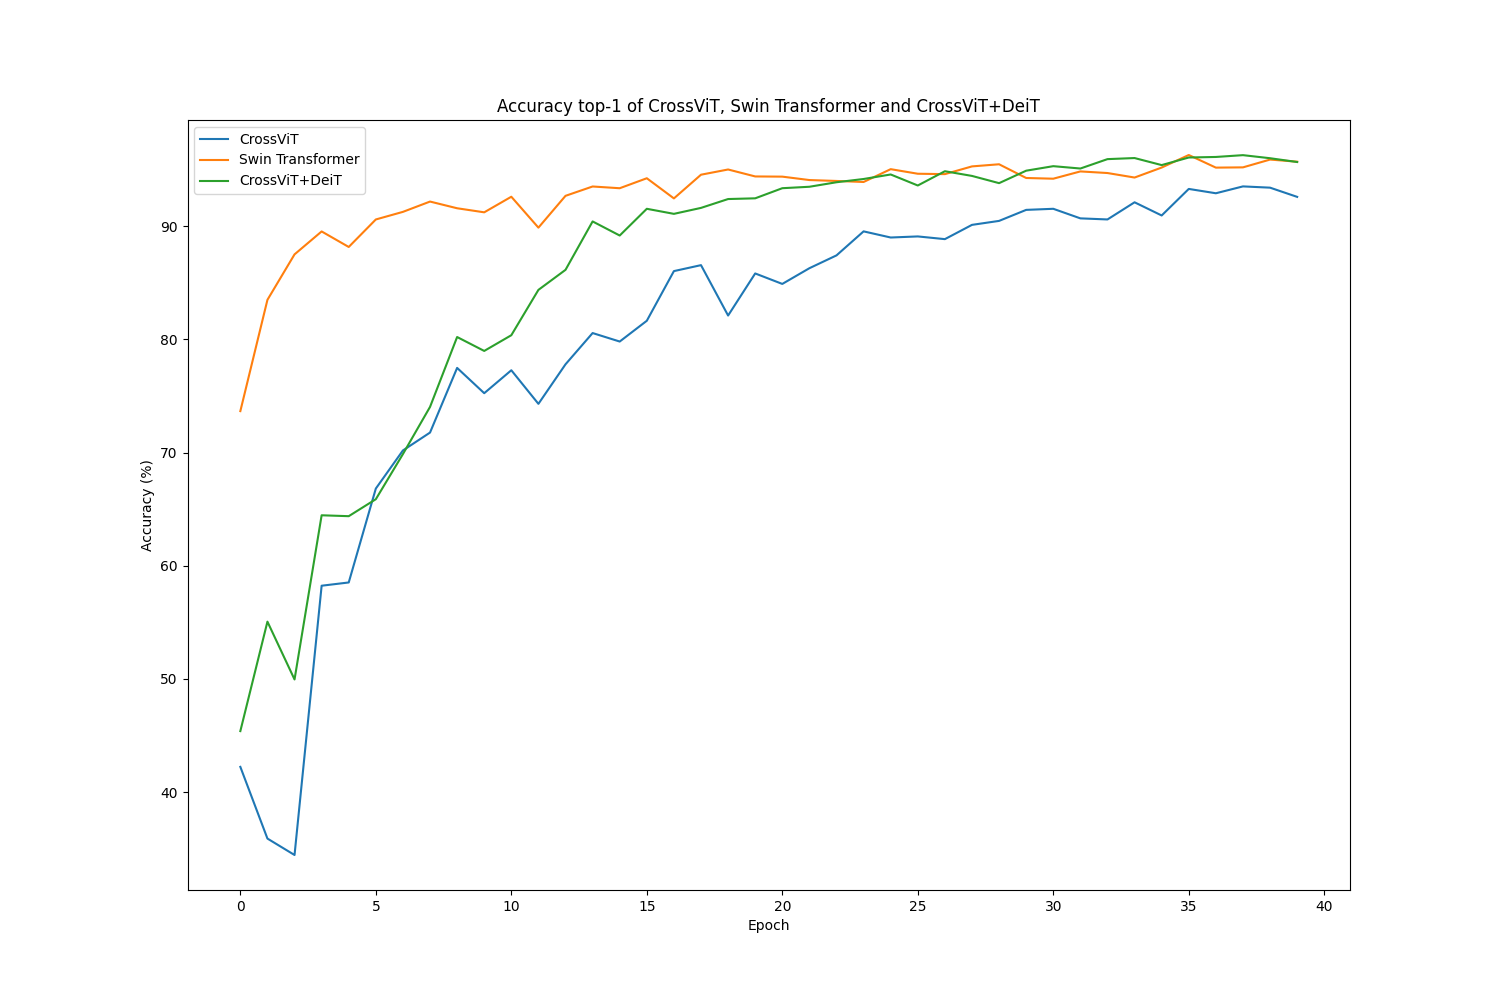 Accuracy top-1 of CrossViT, Swin Transformer and CrossViT+DeiT
CrossViT
Swin Transformer
CrossViT+DeiT
90
80
70
60
50
40
Accuracy (%)
0 5 10 15 20 25 30 35 40
Epoch